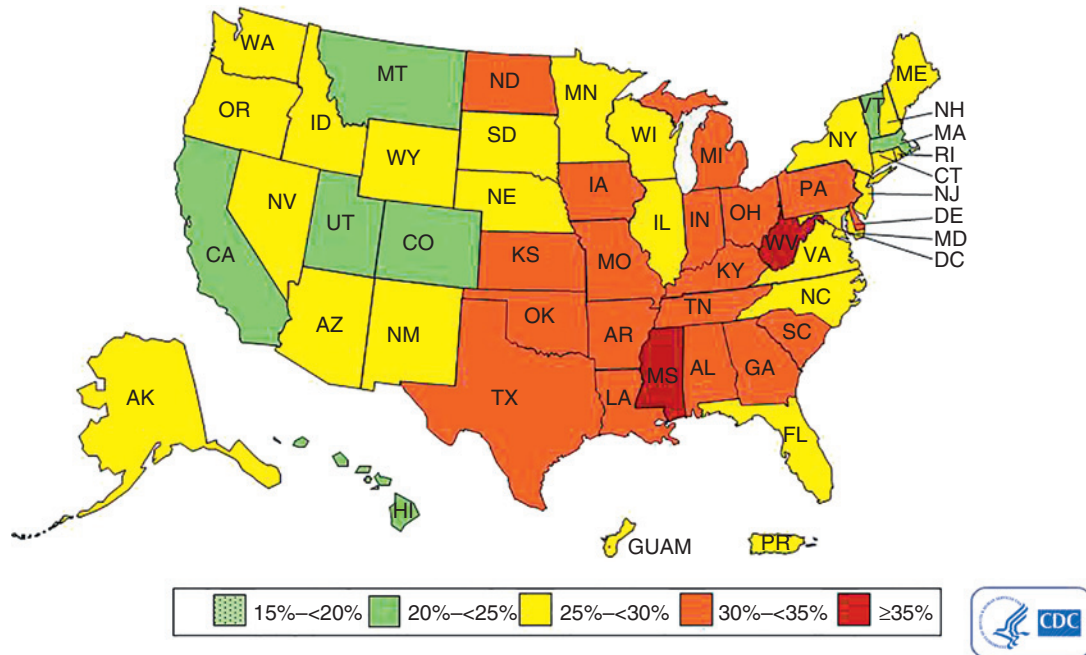 WA
MT
ND
MN
ME
VT
NH
OR
ID
SD
WI
NY
MA
WY
MI
RI
CT
IA
PA
NJ
NE
NV
IL
IN
OH
DE
UT
CO
WV
MD
CA
KS
MO
VA
DC
KY
NC
TN
AZ
NM
OK
AR
SC
MS
AL
GA
TX
LA
AK
FL
HI
GUAM
PR
15%–<20% 20%–<25% 25%–<30% 30%–<35% ≥35%
CDC